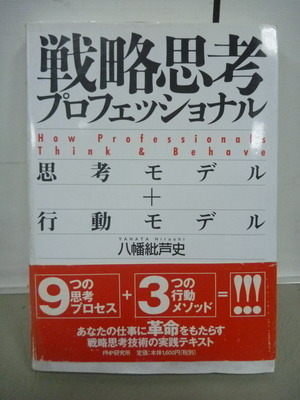 戦略思考
プロフェッショナル
How Professionals
Think & Behave
思考モデル
+
行動モデル
YAHATA Hiroshi
八幡紕芦史
9つの思考プロセス+3つの行動メソッド=!!!
あなたの仕事に革命をもたらす
戦略思考技術の実践テキスト
PHP研究所 定価:本体1,600円(税別)